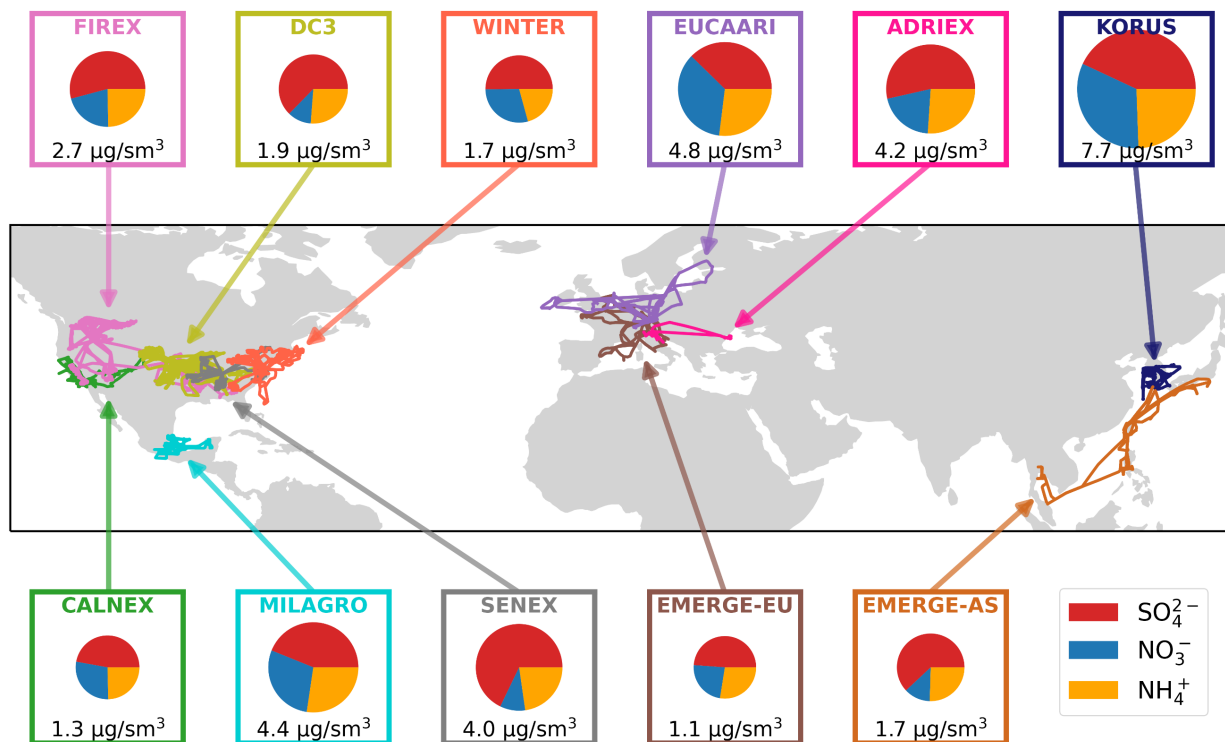 FIREX DC3 WINTER EUCAARI ADRIEX KORUS
2.7 µg/sm³ 1.9 µg/sm³ 1.7 µg/sm³ 4.8 µg/sm³ 4.2 µg/sm³ 7.7 µg/sm³
CALNEX MILAGRO SENEX EMERGE-EU EMERGE-AS
1.3 µg/sm³ 4.4 µg/sm³ 4.0 µg/sm³ 1.1 µg/sm³ 1.7 µg/sm³
SO₄²⁻
NO₃⁻
NH₄⁺